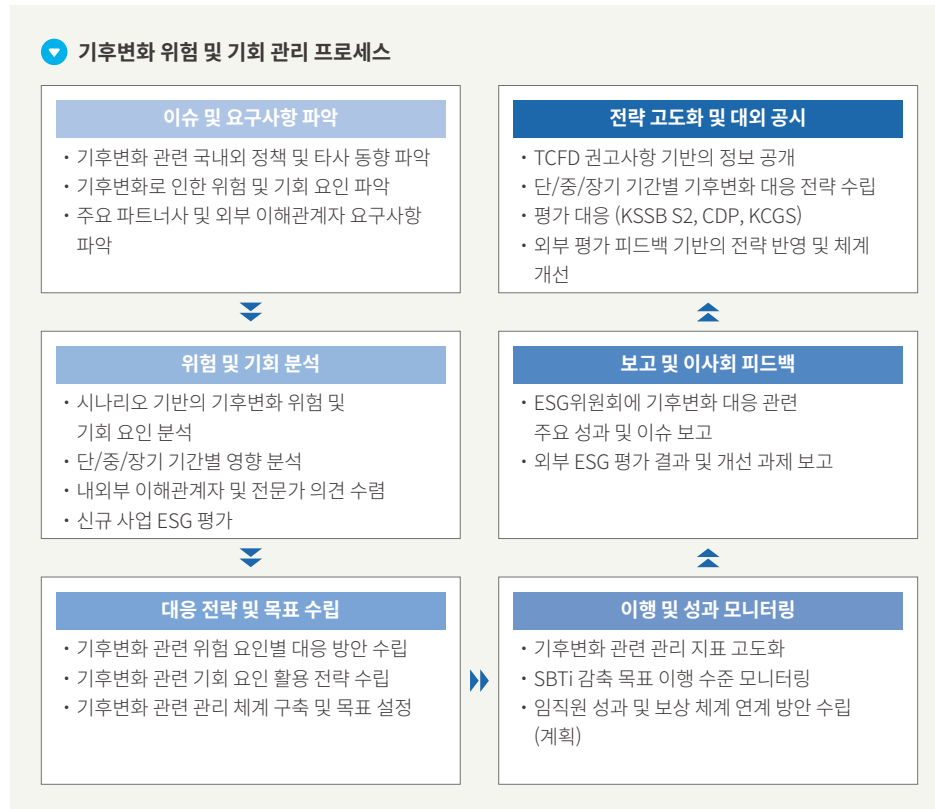 기후변화 위험 및 기회 관리 프로세스
이슈 및 요구사항 파악
・기후변화 관련 국내외 정책 및 타사 동향 파악
・기후변화로 인한 위험 및 기회 요인 파악
・주요 파트너사 및 외부 이해관계자 요구사항
파악
위험 및 기회 분석
・시나리오 기반의 기후변화 위험 및
기회 요인 분석
・단/중/장기 기간별 영향 분석
・내외부 이해관계자 및 전문가 의견 수렴
・신규 사업 ESG 평가
대응 전략 및 목표 수립
・기후변화 관련 위험 요인별 대응 방안 수립
・기후변화 관련 기회 요인 활용 전략 수립
・기후변화 관련 관리 체계 구축 및 목표 설정
이행 및 성과 모니터링
・기후변화 관련 관리 지표 고도화
・SBTi 감축 목표 이행 수준 모니터링
・임직원 성과 및 보상 체계 연계 방안 수립
(계획)
보고 및 이사회 피드백
・ESG위원회에 기후변화 대응 관련
주요 성과 및 이슈 보고
・외부 ESG 평가 결과 및 개선 과제 보고
전략 고도화 및 대외 공시
・TCFD 권고사항 기반의 정보 공개
・단/중/장기 기간별 기후변화 대응 전략 수립
・평가 대응 (KSSB S2, CDP, KCGS)
・외부 평가 피드백 기반의 전략 반영 및 체계
개선